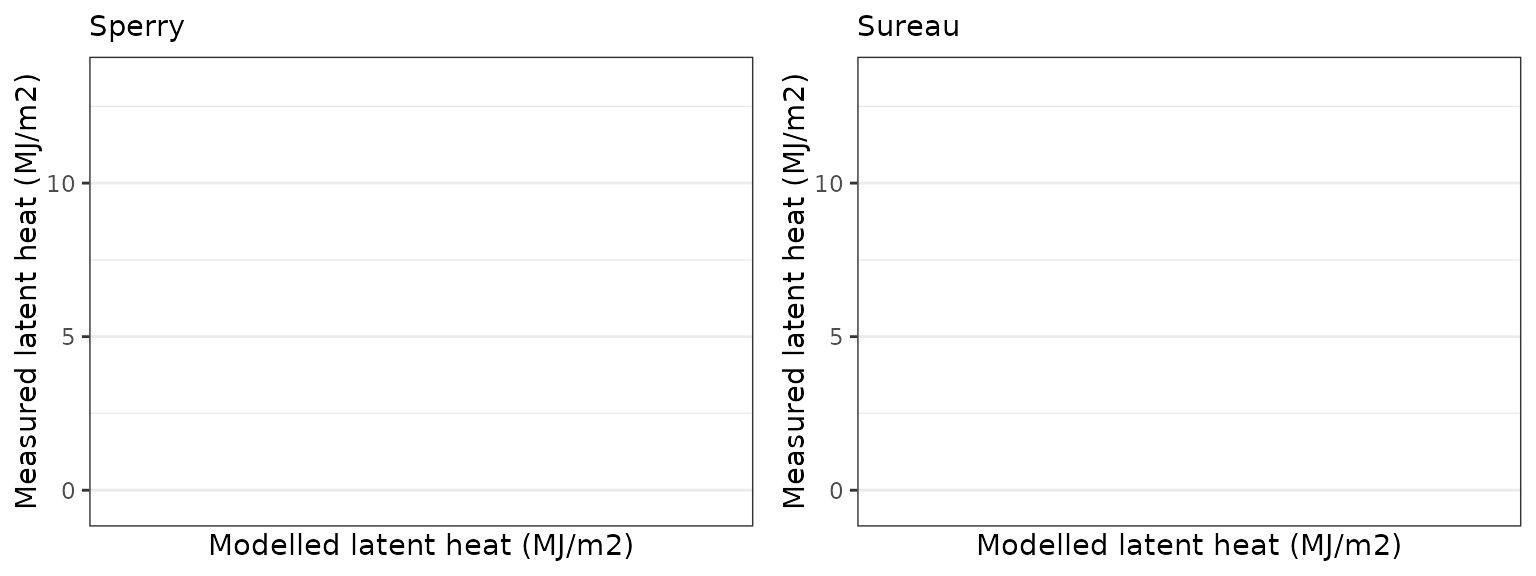 Sperry
Measured latent heat (MJ/m2)
10
5
0
Modelled latent heat (MJ/m2)
Sureau
Measured latent heat (MJ/m2)
10
5
0
Modelled latent heat (MJ/m2)